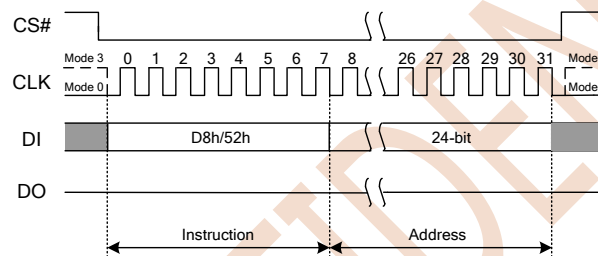 CS#
Mode 3 0 1 2 3 4 5 6 7 8 26 27 28 29 30 31 Mode
CLK
Mode 0 Mode
DI D8h/52h 24-bit
DO
Instruction Address